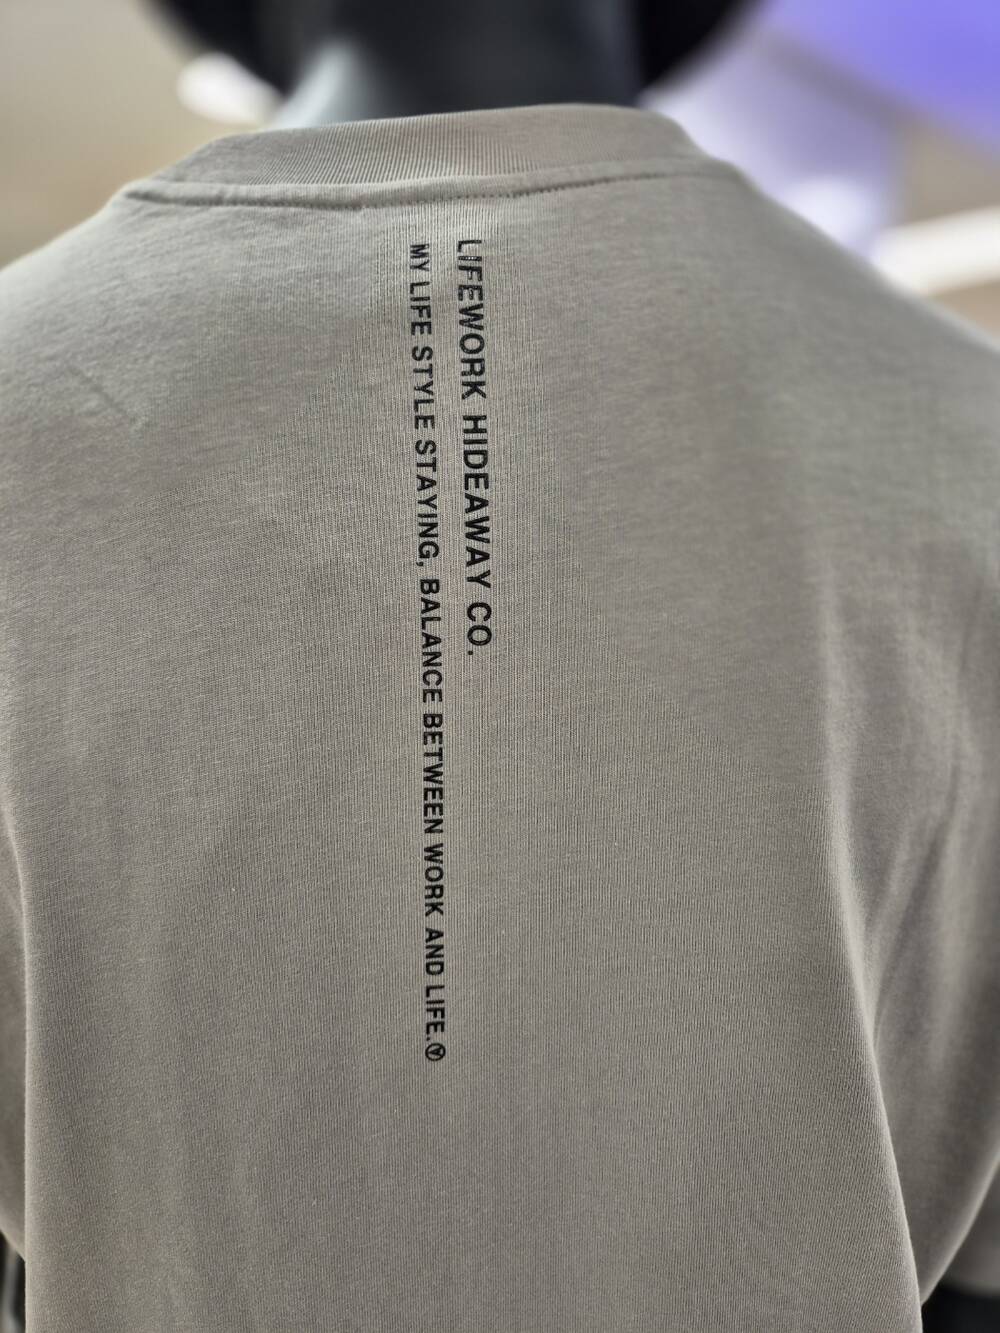 LIFEWORK HIDEAWAY CO.
MY LIFE STYLE STAYING, BALANCE BETWEEN WORK AND LIFE.